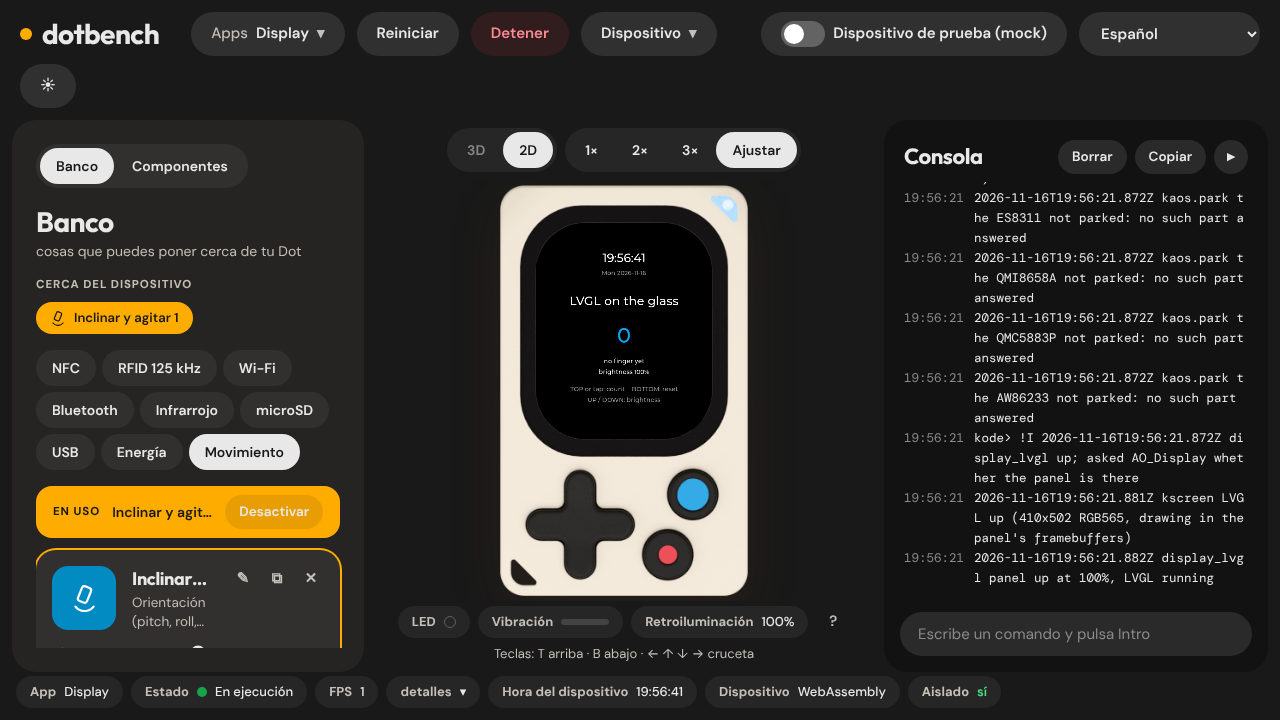 dotbench
Apps Display ▾
Reiniciar
Detener
Dispositivo ▾
Dispositivo de prueba (mock)
Español
Banco
Componentes
Banco
cosas que puedes poner cerca de tu Dot
CERCA DEL DISPOSITIVO
Inclinar y agitar 1
NFC
RFID 125 kHz
Wi-Fi
Bluetooth
Infrarrojo
microSD
USB
Energía
Movimiento
EN USO Inclinar y agit... Desactivar
Inclinar...
Orientación
(pitch, roll,...
3D
2D
1×
2×
3×
Ajustar
19:56:41
Mon 2026-11-16
LVGL on the glass
0
no finger yet
brightness 100%
TOP or tap: count BOTTOM: reset
UP / DOWN: brightness
LED
Vibración
Retroiluminación 100%
?
Teclas: T arriba · B abajo · ← ↑ ↓ → cruceta
Consola
Borrar
Copiar
19:56:21 2026-11-16T19:56:21.872Z kaos.park t
he ES8311 not parked: no such part a
nswered
19:56:21 2026-11-16T19:56:21.872Z kaos.park t
he QMI8658A not parked: no such part
answered
19:56:21 2026-11-16T19:56:21.872Z kaos.park t
he QMC5883P not parked: no such part
answered
19:56:21 2026-11-16T19:56:21.872Z kaos.park t
he AW86233 not parked: no such part
answered
19:56:21 kode> !I 2026-11-16T19:56:21.872Z di
splay_lvgl up; asked AO_Display whet
her the panel is there
19:56:21 2026-11-16T19:56:21.881Z kscreen LVG
L up (410x502 RGB565, drawing in the
panel's framebuffers)
19:56:21 2026-11-16T19:56:21.882Z display_lvg
l panel up at 100%, LVGL running
Escribe un comando y pulsa Intro
App Display
Estado En ejecución
FPS 1
detalles ▾
Hora del dispositivo 19:56:41
Dispositivo WebAssembly
Aislado sí